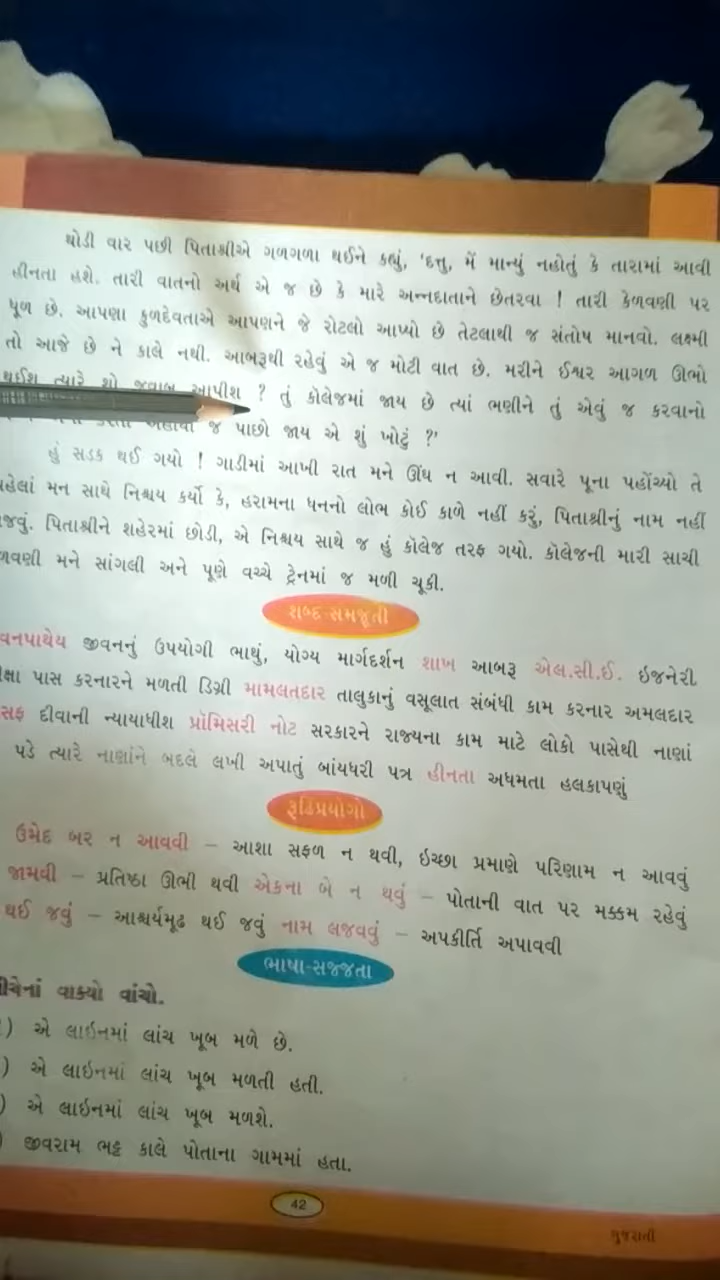 થોડી વાર પછી પિતાશ્રીએ ગળગળા થઈને કહ્યું, ‘દત્તુ, મેં માન્યું નહોતું કે તારામાં આવી
હીનતા હશે. તારી વાતનો અર્થ એ જ છે કે મારે અન્નદાતાને છેતરવા ! તારી કેળવણી પર
ધૂળ છે. આપણા કુળદેવતાએ આપણને જે રોટલો આપ્યો છે તેટલાથી જ સંતોષ માનવો. લક્ષ્મી
તો આજે છે ને કાલે નથી. આબરૂથી રહેવું એ જ મોટી વાત છે. મરીને ઈશ્વર આગળ ઊભો
થઈશ ત્યારે શો જવાબ આપીશ ? તું કૉલેજમાં જાય છે ત્યાં ભણીને તું એવું જ કરવાનો
જ પાછો જાય એ શું ખોટું ?’
હું સડક થઈ ગયો ! ગાડીમાં આખી રાત મને ઊંઘ ન આવી. સવારે પૂના પહોંચ્યો તે
હેલાં મન સાથે નિશ્ચય કર્યો કે, હરામના ધનનો લોભ કોઈ કાળે નહીં કરું, પિતાશ્રીનું નામ નહીં
જવું. પિતાશ્રીને શહેરમાં છોડી, એ નિશ્ચય સાથે જ હું કૉલેજ તરફ ગયો. કૉલેજની મારી સાચી
ળવણી મને સાંગલી અને પૂણે વચ્ચે ટ્રેનમાં જ મળી ચૂકી.
શબ્દ-સમજૂતી
વનપાથેય જીવનનું ઉપયોગી ભાથું, યોગ્ય માર્ગદર્શન શાખ આબરૂ એલ.સી.ઈ. ઇજનેરી
ક્ષા પાસ કરનારને મળતી ડિગ્રી મામલતદાર તાલુકાનું વસૂલાત સંબંધી કામ કરનાર અમલદાર
સફ દીવાની ન્યાયાધીશ પ્રૉમિસરી નોટ સરકારને રાજ્યના કામ માટે લોકો પાસેથી નાણાં
પડે ત્યારે નાણાંને બદલે લખી અપાતું બાંયધરી પત્ર હીનતા અધમતા હલકાપણું
રૂઢિપ્રયોગો
ઉમેદ બર ન આવવી – આશા સફળ ન થવી, ઇચ્છા પ્રમાણે પરિણામ ન આવવું
જામવી – પ્રતિષ્ઠા ઊભી થવી એકના બે ન થવું – પોતાની વાત પર મક્કમ રહેવું
થઈ જવું – આશ્ચર્યમૂઢ થઈ જવું નામ લજવવું – અપકીર્તિ અપાવવી
ભાષા-સજ્જતા
ીચેનાં વાક્યો વાંચો.
) એ લાઇનમાં લાંચ ખૂબ મળે છે.
) એ લાઇનમાં લાંચ ખૂબ મળતી હતી.
) એ લાઇનમાં લાંચ ખૂબ મળશે.
) જીવરામ ભટ્ટ કાલે પોતાના ગામમાં હતા.
42
ગુજરાતી